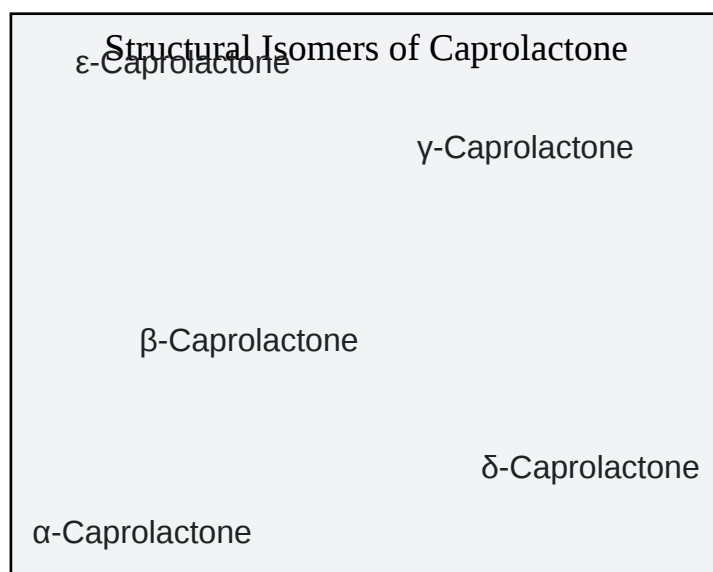 Structural Isomers of Caprolactone
ε-Caprolactone
γ-Caprolactone
β-Caprolactone
δ-Caprolactone
α-Caprolactone